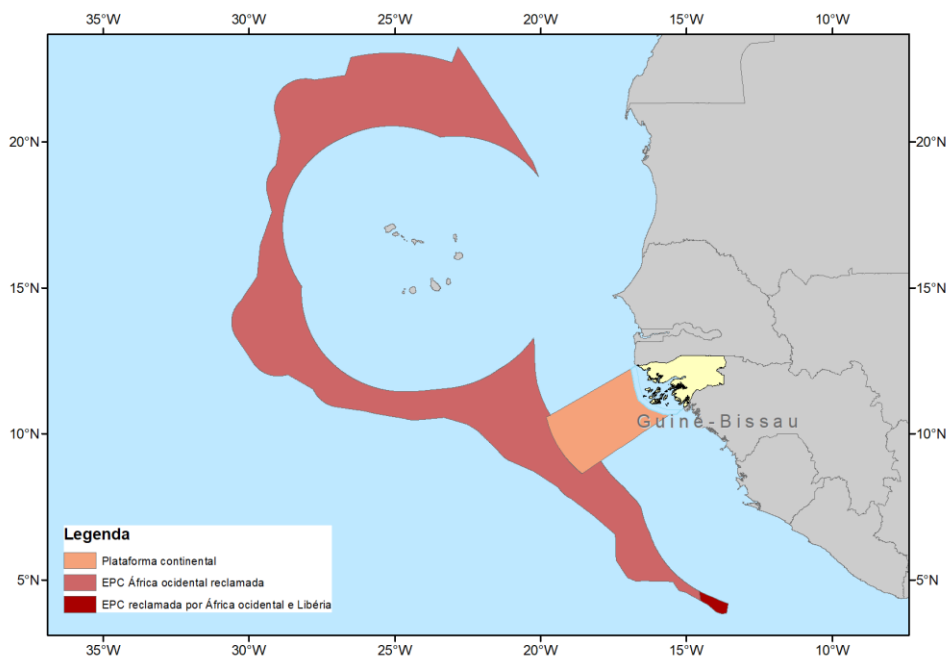 35°W 30°W 25°W 20°W 15°W 10°W
20°N 20°N
15°N 15°N
10°N 10°N
Guiné-Bissau
5°N 5°N
Legenda
Plataforma continental
EPC África ocidental reclamada
EPC reclamada por África ocidental e Libéria
35°W 30°W 25°W 20°W 15°W 10°W